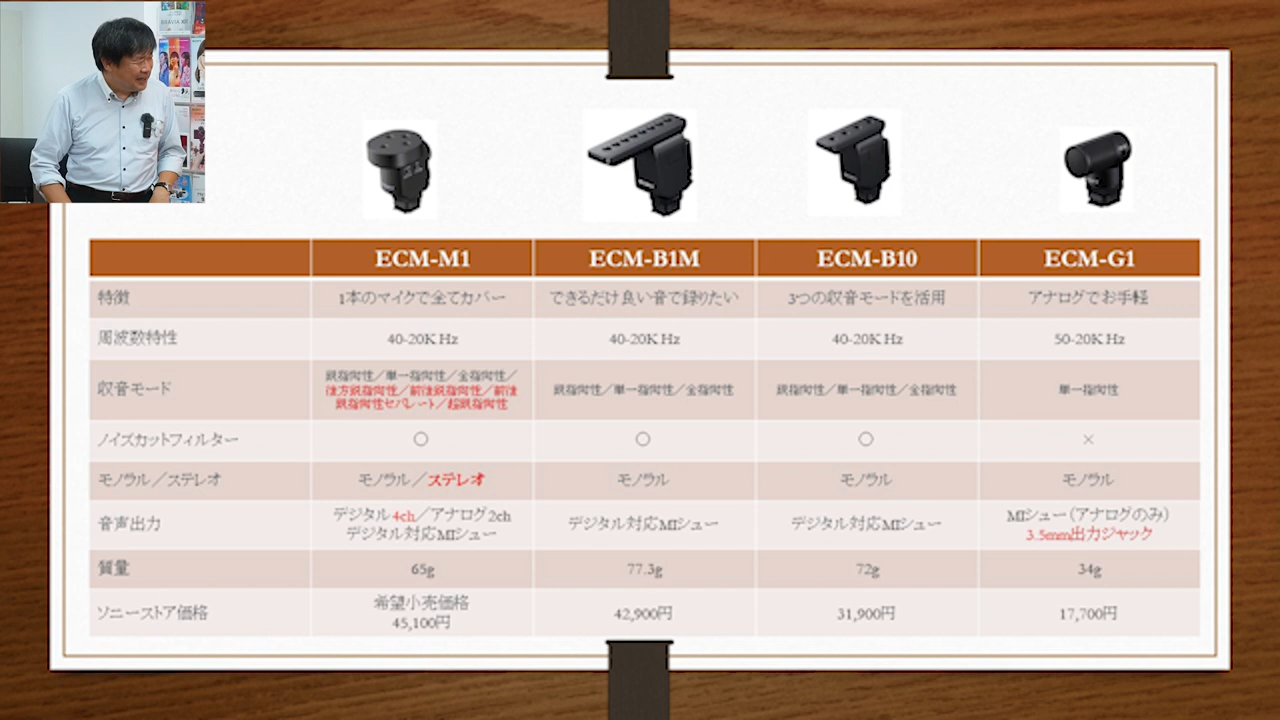 ECM-M1 ECM-B1M ECM-B10 ECM-G1
特徴 1本のマイクで全てカバー できるだけ良い音で録りたい 3つの収音モードを活用 アナログでお手軽
周波数特性 40-20K Hz 40-20K Hz 40-20K Hz 50-20K Hz
収音モード 鋭指向性／単一指向性／全指向性／ 鋭指向性／単一指向性／全指向性 鋭指向性／単一指向性／全指向性 単一指向性
後方鋭指向性／前後鋭指向性／前後
鋭指向性セパレート／超鋭指向性
ノイズカットフィルター ○ ○ ○ ×
モノラル／ステレオ モノラル／ステレオ モノラル モノラル モノラル
音声出力 デジタル4ch／アナログ2ch デジタル対応MIシュー デジタル対応MIシュー MIシュー（アナログのみ）
デジタル対応MIシュー 3.5mm出力ジャック
質量 65g 77.3g 72g 34g
ソニーストア価格 希望小売価格 42,900円 31,900円 17,700円
45,100円